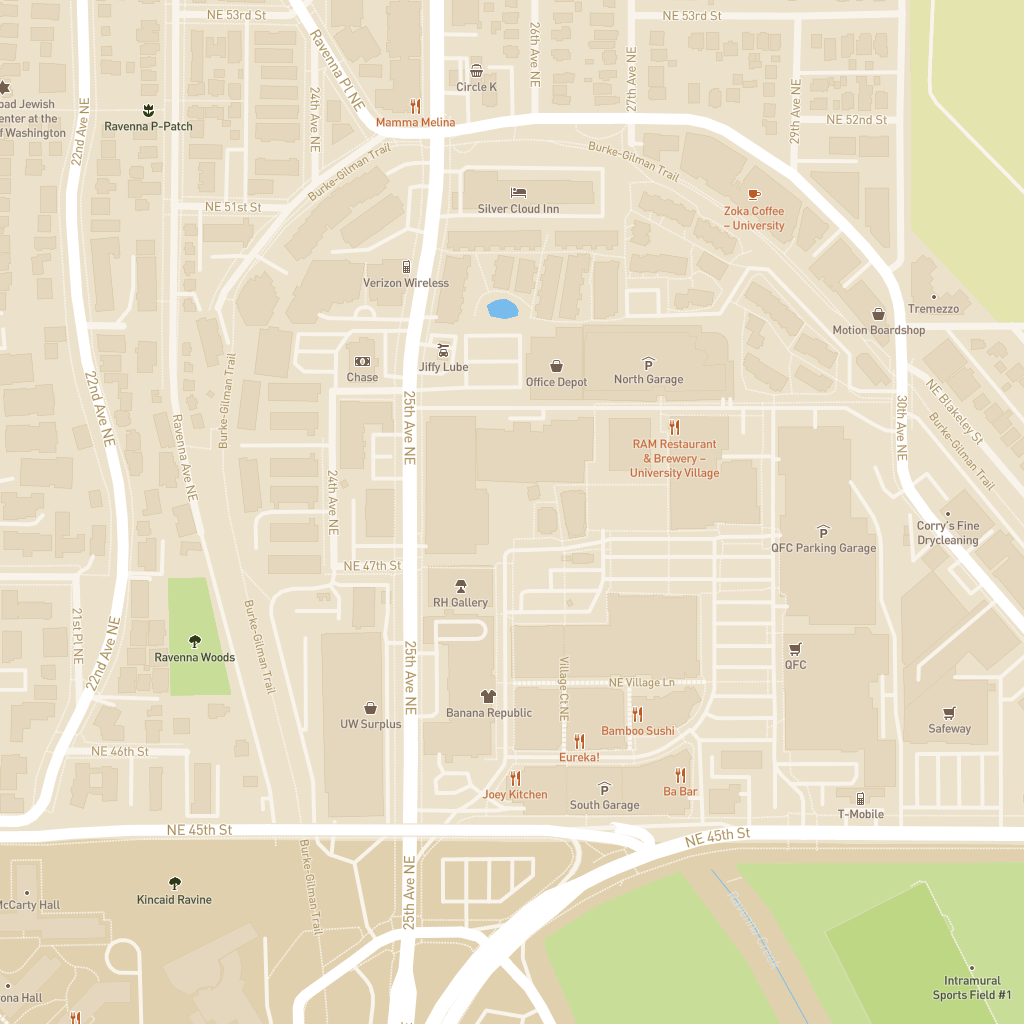 NE 53rd St
NE 53rd St
Ravenna Pl NE
26th Ave NE
27th Ave NE
Circle K
29th Ave NE
24th Ave NE
22nd Ave NE
Jewish
enter at the
f Washington
Ravenna P-Patch
Mamma Melina
NE 52nd St
Burke-Gilman Trail
Burke-Gilman Trail
NE 51st St
Silver Cloud Inn
Zoka Coffee
– University
Verizon Wireless
Tremezzo
Motion Boardshop
Jiffy Lube
Chase
Office Depot
North Garage
Burke-Gilman Trail
22nd Ave NE
25th Ave NE
30th Ave NE
NE Blakeley St
Burke-Gilman Trail
Ravenna Ave NE
RAM Restaurant
& Brewery –
University Village
24th Ave NE
QFC Parking Garage
Corry's Fine
Drycleaning
NE 47th St
RH Gallery
21st Pl NE
22nd Ave NE
Burke-Gilman Trail
Ravenna Woods
25th Ave NE
Village Ct NE
NE Village Ln
QFC
Banana Republic
UW Surplus
Bamboo Sushi
Safeway
NE 46th St
Eureka!
Joey Kitchen
South Garage
Ba Bar
T-Mobile
NE 45th St
NE 45th St
Burke-Gilman Trail
25th Ave NE
McCarty Hall
Kincaid Ravine
Ravenna Creek
ona Hall
Intramural
Sports Field #1